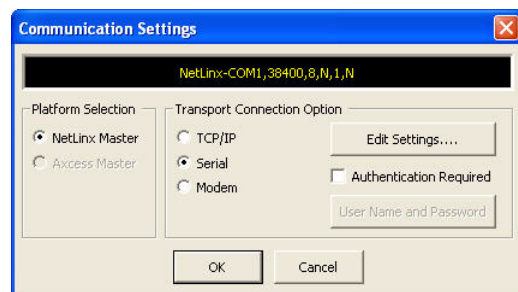 Communication Settings
NetLinx-COM1,38400,8,N,1,N
Platform Selection
NetLinx Master
Axcess Master
Transport Connection Option
TCP/IP
Serial
Modem
Edit Settings....
Authentication Required
User Name and Password
OK
Cancel